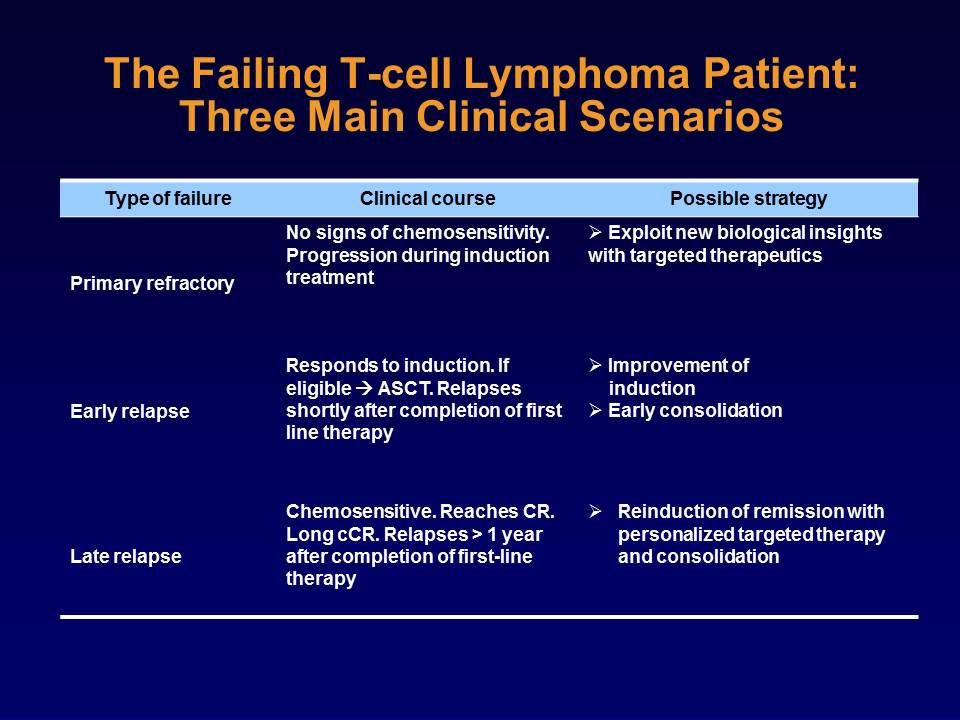 The Failing T-cell Lymphoma Patient:
Three Main Clinical Scenarios
Type of failure
Clinical course
Possible strategy
Primary refractory
No signs of chemosensitivity.
Progression during induction
treatment
➢ Exploit new biological insights
with targeted therapeutics
Early relapse
Responds to induction. If
eligible → ASCT. Relapses
shortly after completion of first
line therapy
➢ Improvement of
induction
➢ Early consolidation
Late relapse
Chemosensitive. Reaches CR.
Long cCR. Relapses > 1 year
after completion of first-line
therapy
➢ Reinduction of remission with
personalized targeted therapy
and consolidation